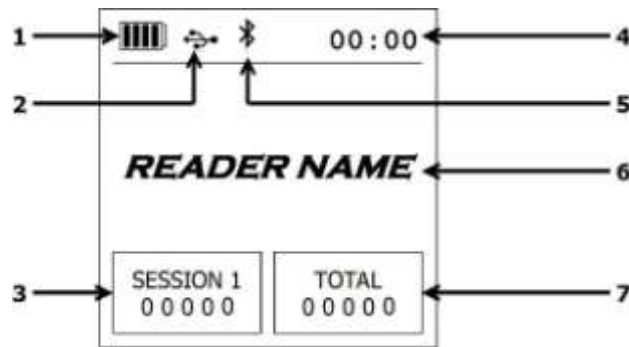 1 00:00 4
2 5
READER NAME 6
3 SESSION 1 TOTAL 7
00000 00000